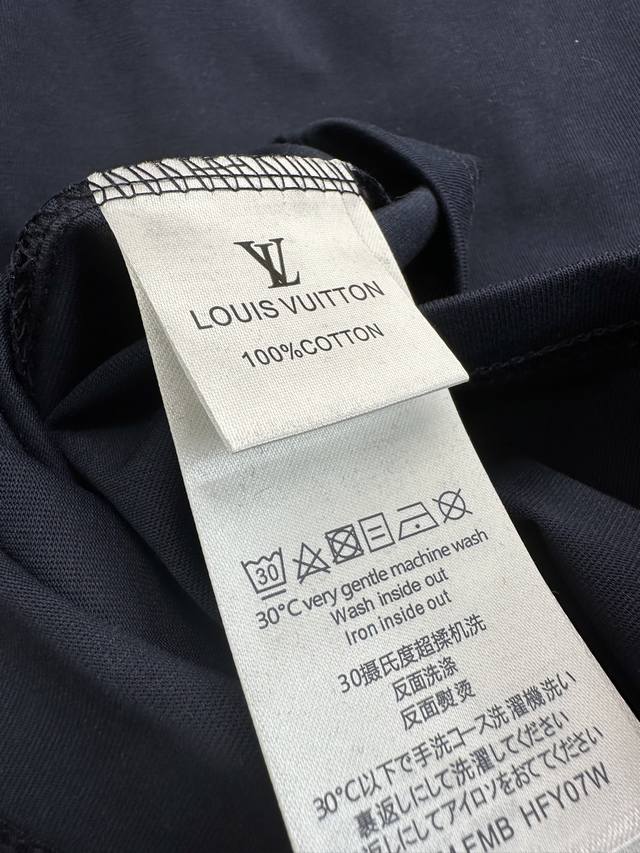 LV
LOUIS VUITTON
100%COTTON
30
30°C very gentle machine wash
Wash inside out
Iron inside out
30摄氏度超揉机洗
反面洗涤
反面熨烫
30°C以下で手洗コース洗濯機洗い
裏返しにして洗濯してください
裏返しにしてアイロンをおてください
HFY07W